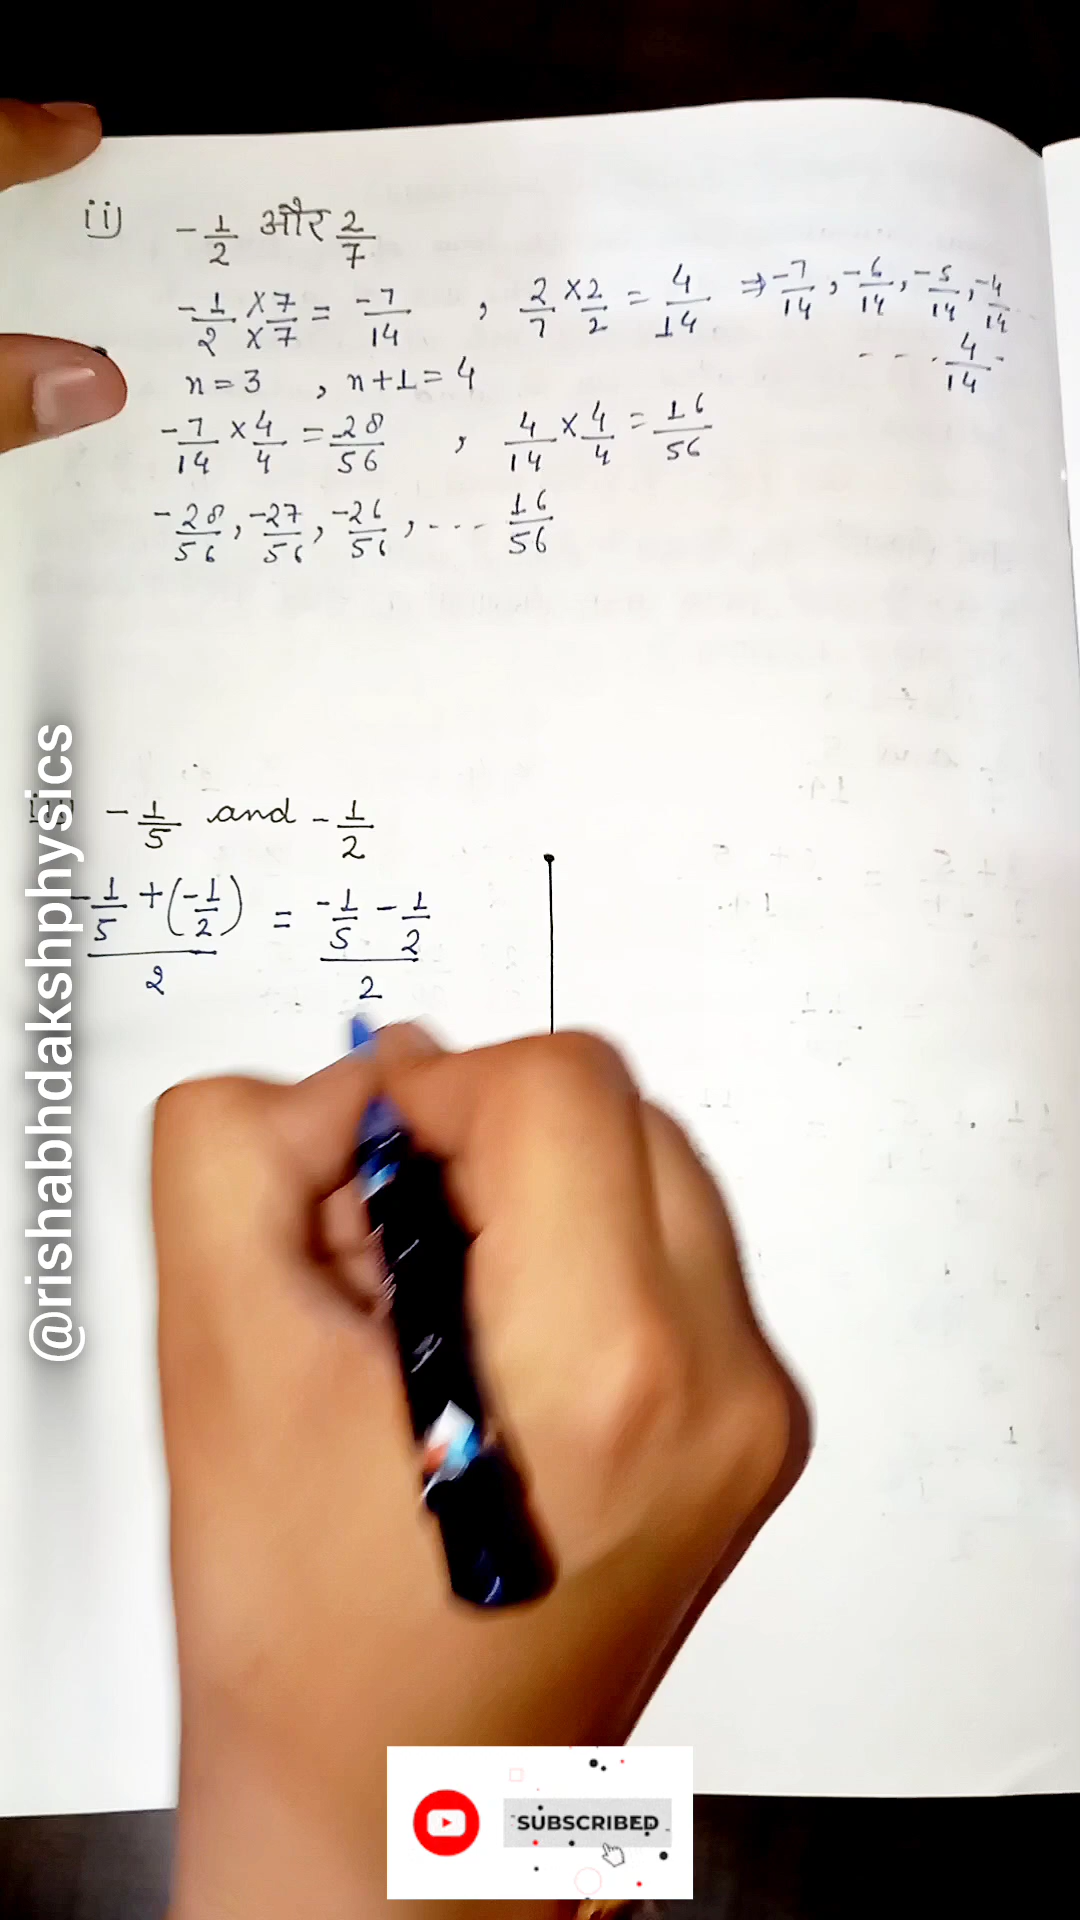 ii) -1/2 और 2/7
-1/2 ×7/×7 = -7/14 , 2/7 ×2/2 = 4/14 ⇒ -7/14, -6/14, -5/14, -4/14
- - - 4/14.
n=3 , n+1=4
-7/14 × 4/4 = -28/56 , 4/14 × 4/4 = 16/56
-28/56, -27/56, -26/56, --- 16/56
-1/5 and -1/2
(-1/5 + (-1/2))/2 = (-1/5 - 1/2)/2
@rishabhdakshphysics
SUBSCRIBED